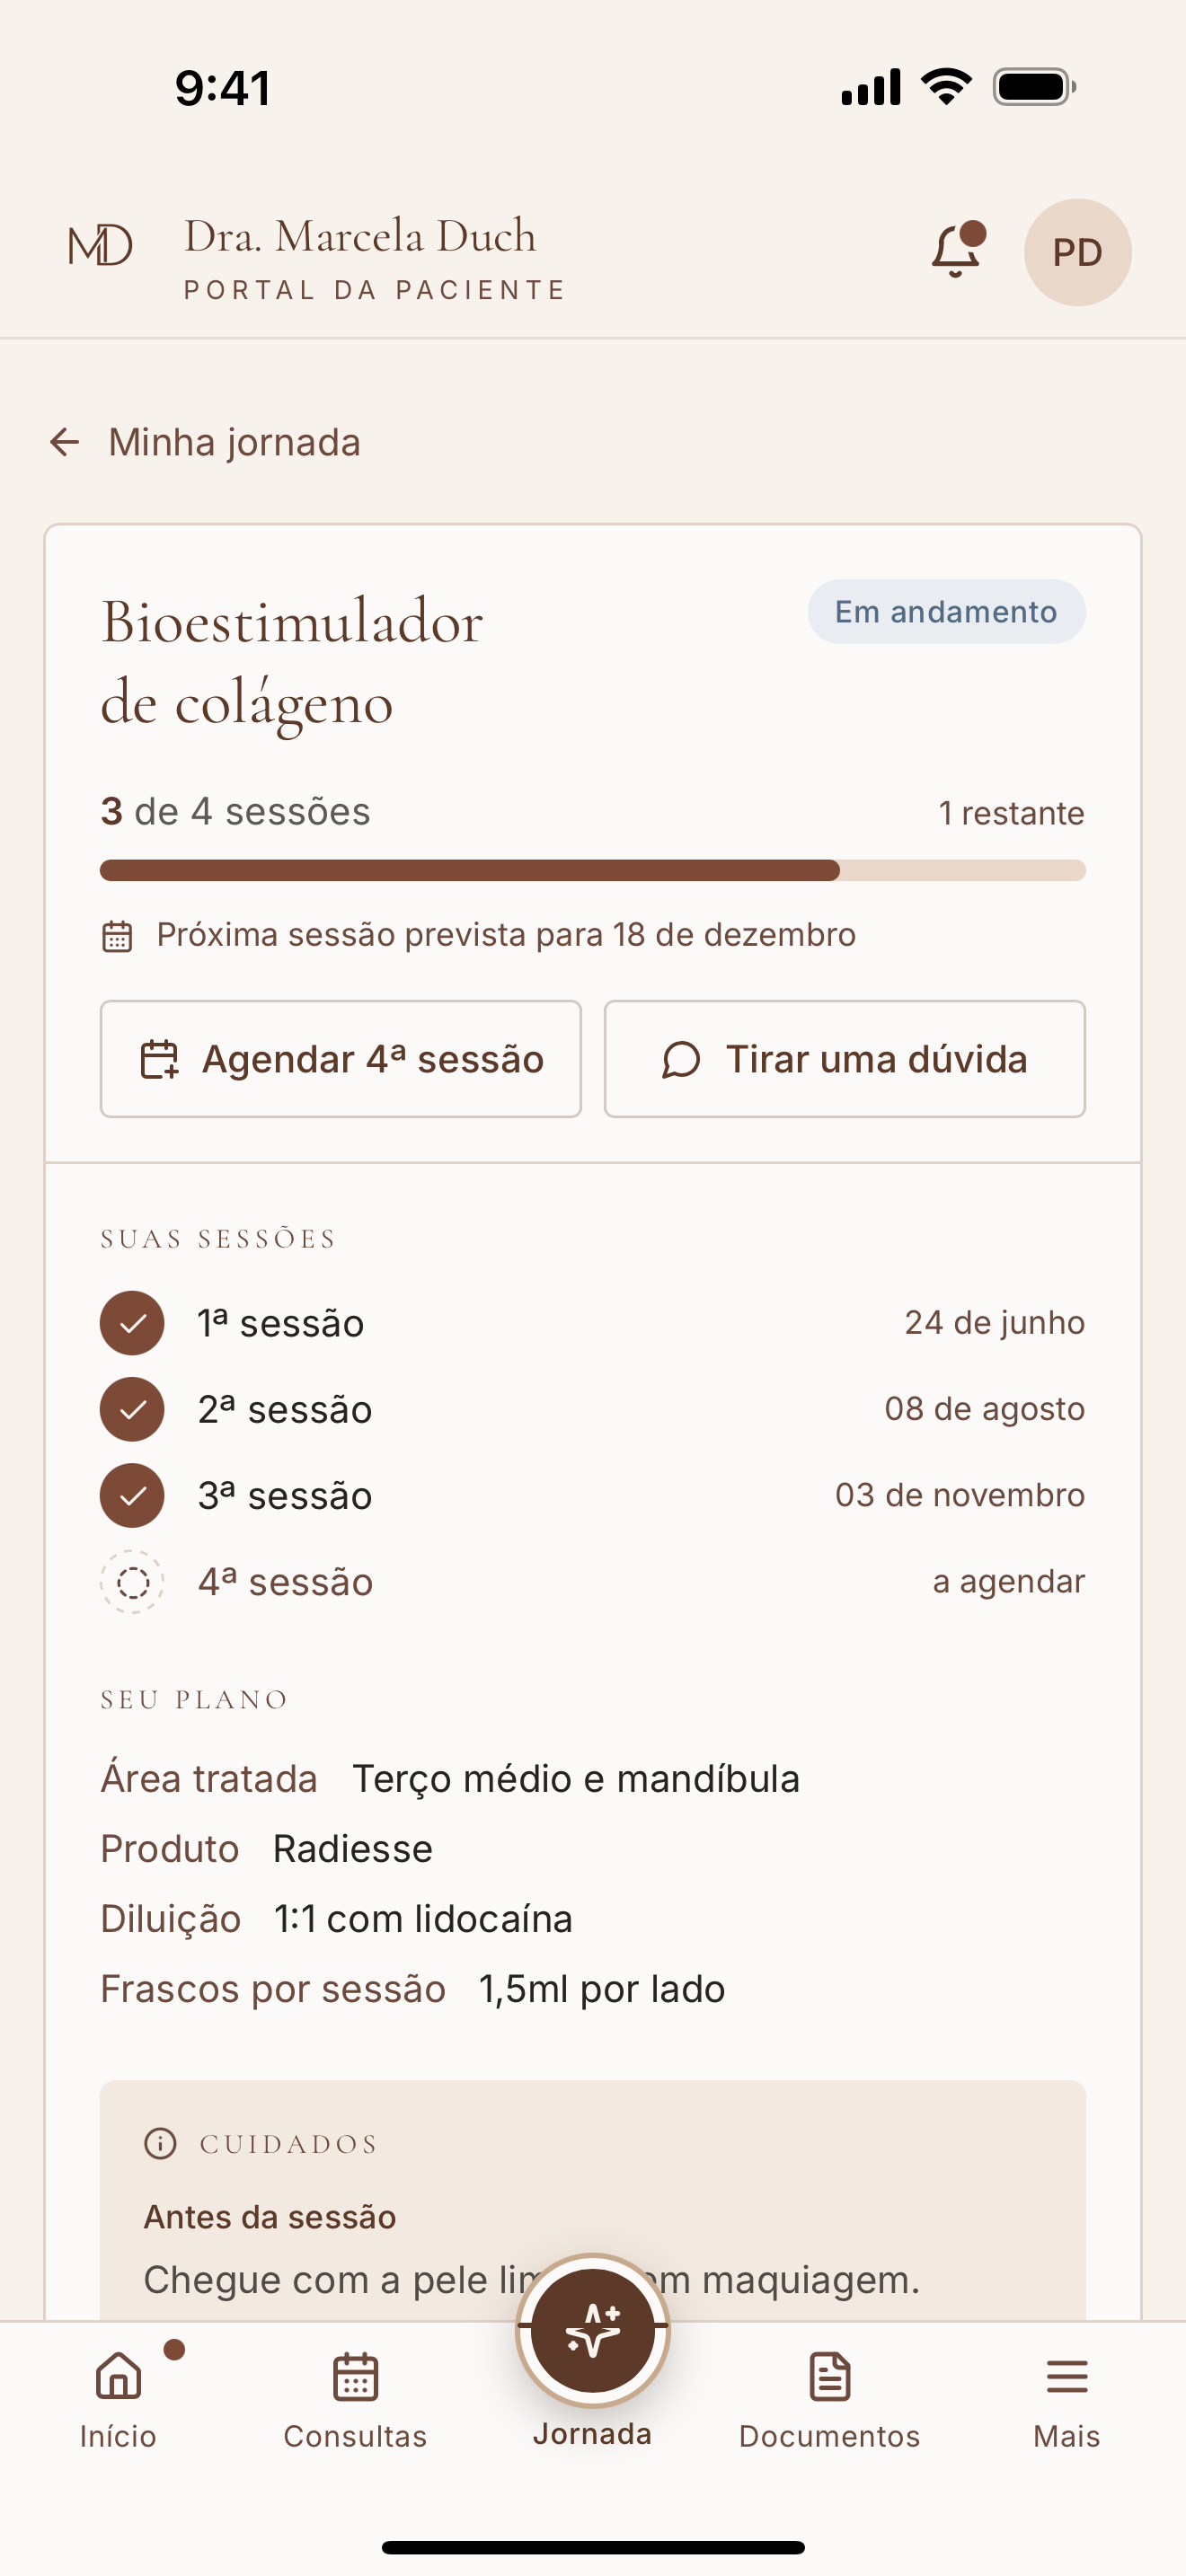 9:41
MD
Dra. Marcela Duch
PORTAL DA PACIENTE
PD
Minha jornada
Bioestimulador
de colágeno
Em andamento
3 de 4 sessões
1 restante
Próxima sessão prevista para 18 de dezembro
Agendar 4ª sessão
Tirar uma dúvida
SUAS SESSÕES
1ª sessão 24 de junho
2ª sessão 08 de agosto
3ª sessão 03 de novembro
4ª sessão a agendar
SEU PLANO
Área tratada Terço médio e mandíbula
Produto Radiesse
Diluição 1:1 com lidocaína
Frascos por sessão 1,5ml por lado
CUIDADOS
Antes da sessão
Chegue com a pele maquiagem.
Início
Consultas
Jornada
Documentos
Mais